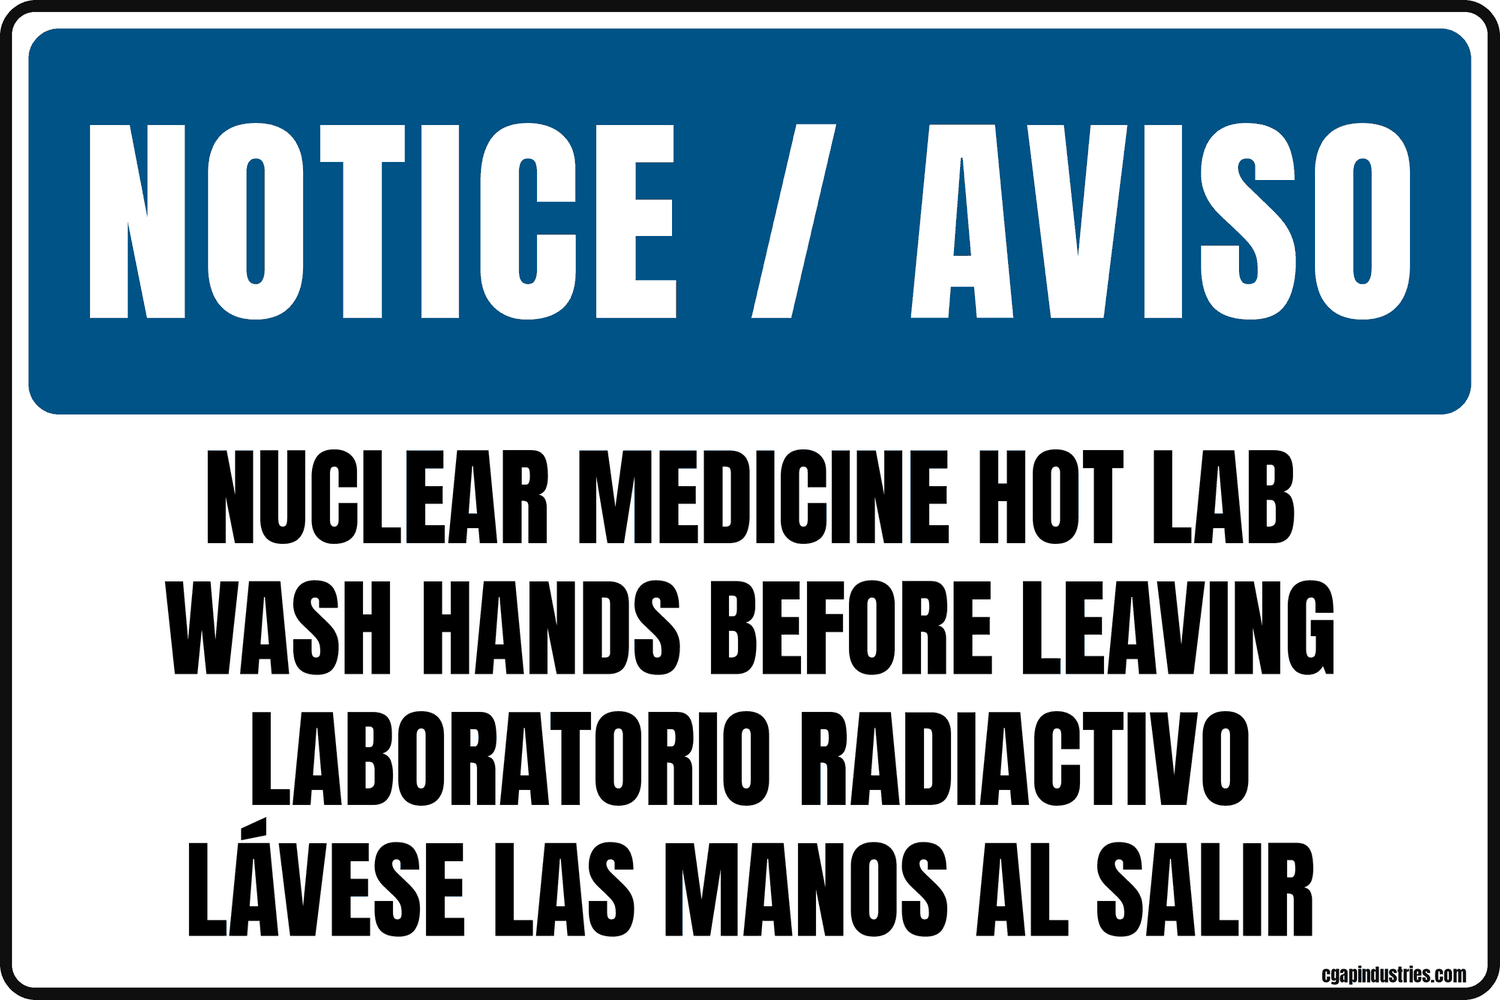 NOTICE / AVISO
NUCLEAR MEDICINE HOT LAB
WASH HANDS BEFORE LEAVING
LABORATORIO RADIACTIVO
LÁVESE LAS MANOS AL SALIR
cgapindustries.com